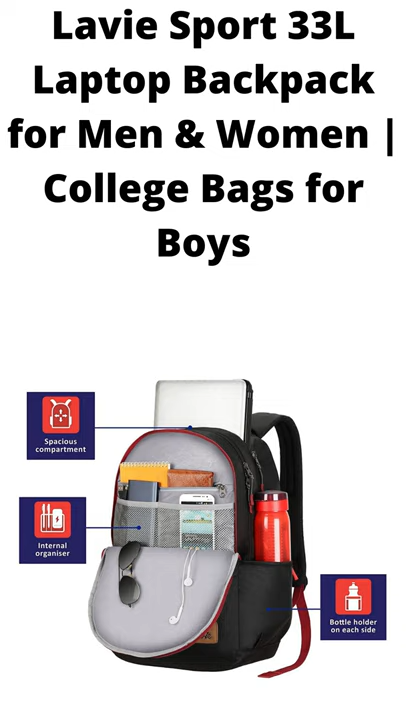 Lavie Sport 33L
Laptop Backpack
for Men & Women |
College Bags for
Boys
Spacious
compartment
Internal
organiser
Bottle holder
on each side